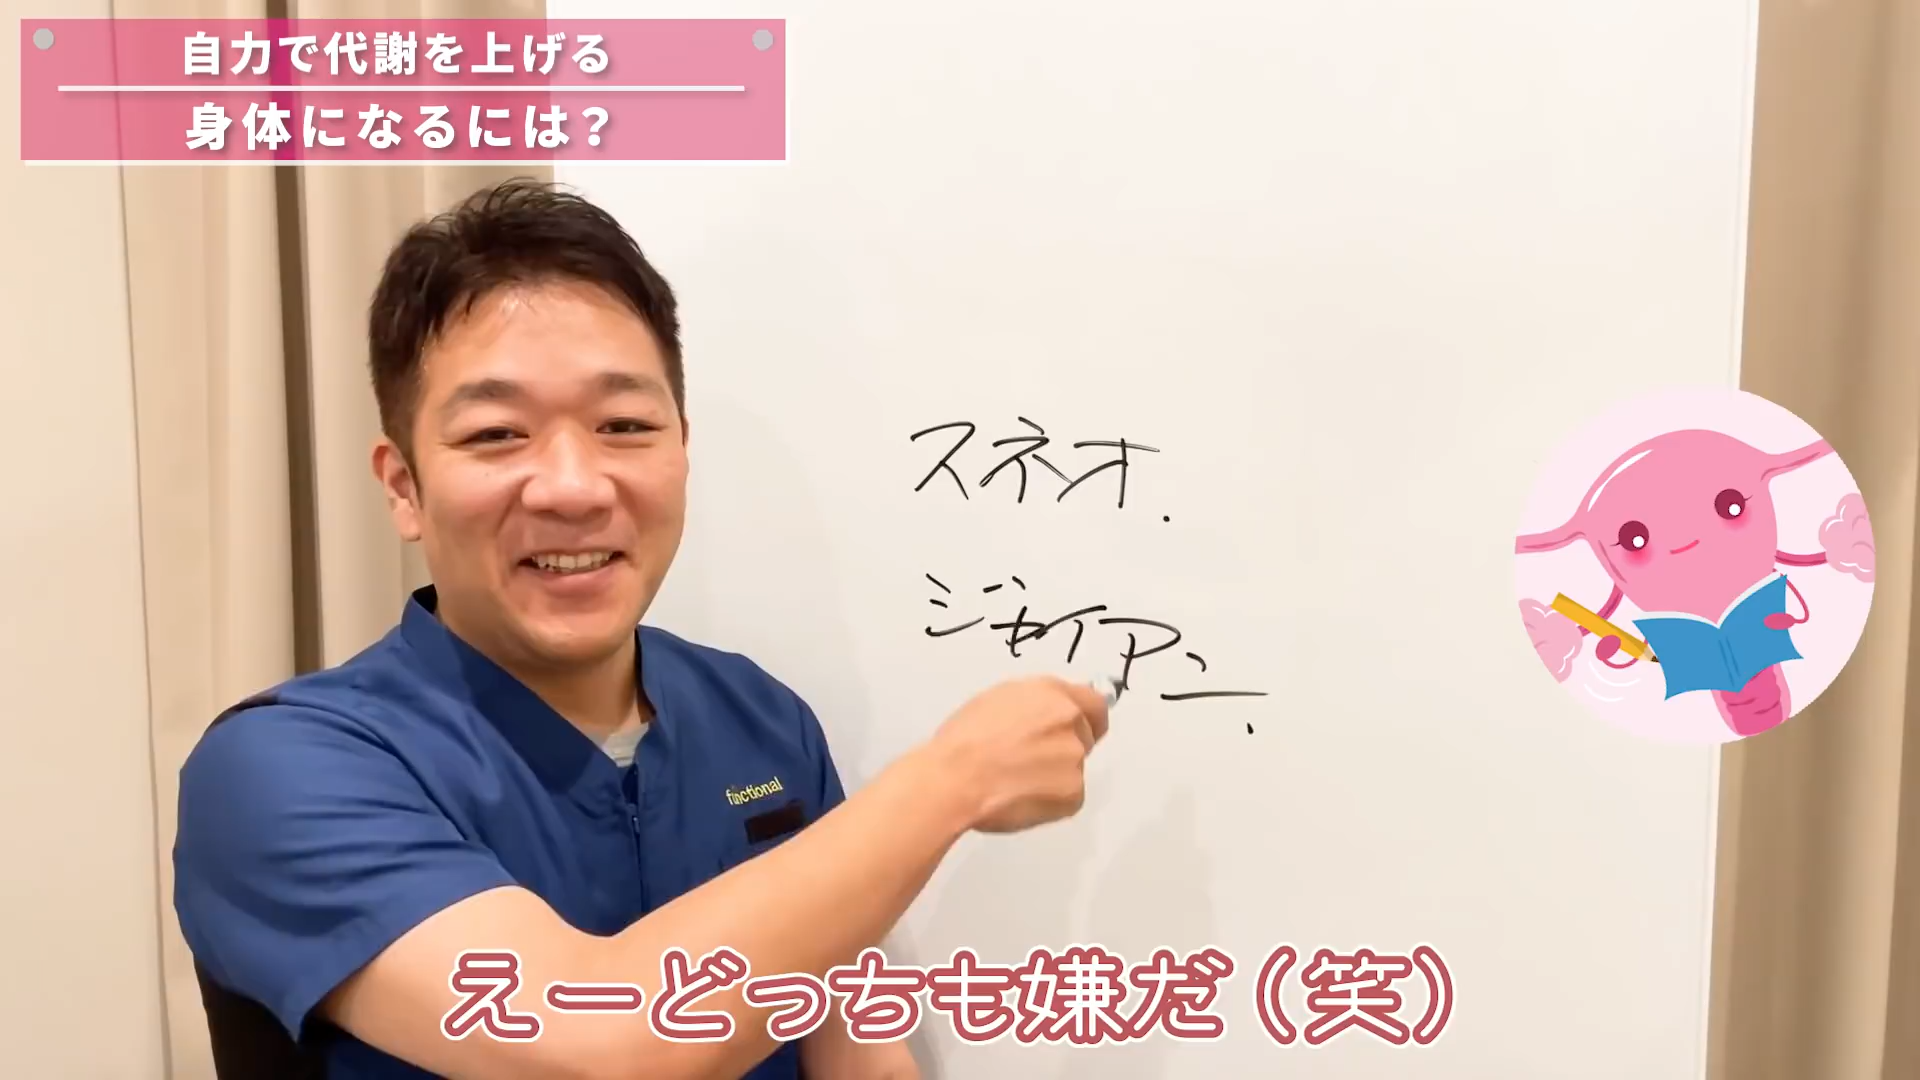 自力で代謝を上げる
身体になるには？
スネオ.
ジャイアン.
functional
えーどっちも嫌だ（笑）